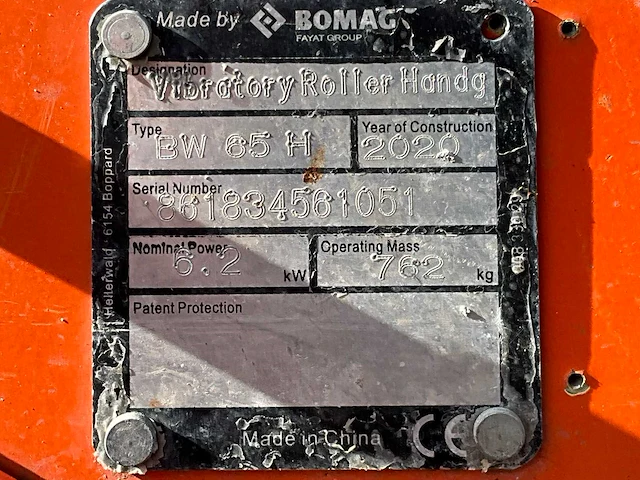 Made by BOMAG
FAYAT GROUP
Designation
Vibratory Roller Handg
Type
BW 65 H
Year of Construction
2020
Serial Number
861834561051
Nominal Power
6.2 kW
Operating Mass
762 kg
Patent Protection
Made in China CE
Hellerwald 6154 Boppard